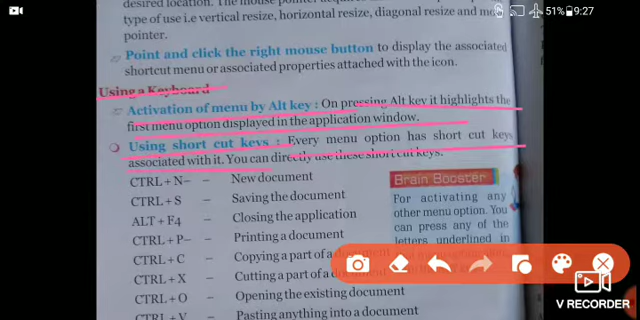 51% 9:27
desired location. The mouse pointer
type of use i.e vertical resize, horizontal resize, diagonal resize and
pointer.
Point and click the right mouse button to display the associated
shortcut menu or associated properties attached with the icon.
Using a Keyboard
Activation of menu by Alt key : On pressing Alt key it highlights the
first menu option displayed in the application window.
Using short cut keys : Every menu option has short cut keys
associated with it. You can directly use these short cut keys.
CTRL + N– – New document
CTRL + S – Saving the document
ALT + F4 – Closing the application
CTRL + P– – Printing a document
CTRL + C – Copying a part of a document
CTRL + X – Cutting a part of a document
CTRL + O – Opening the existing document
CTRL + V – Pasting anything into a document
Brain Booster
For activating any
other menu option. You
can press any of the
letters underlined in
V RECORDER